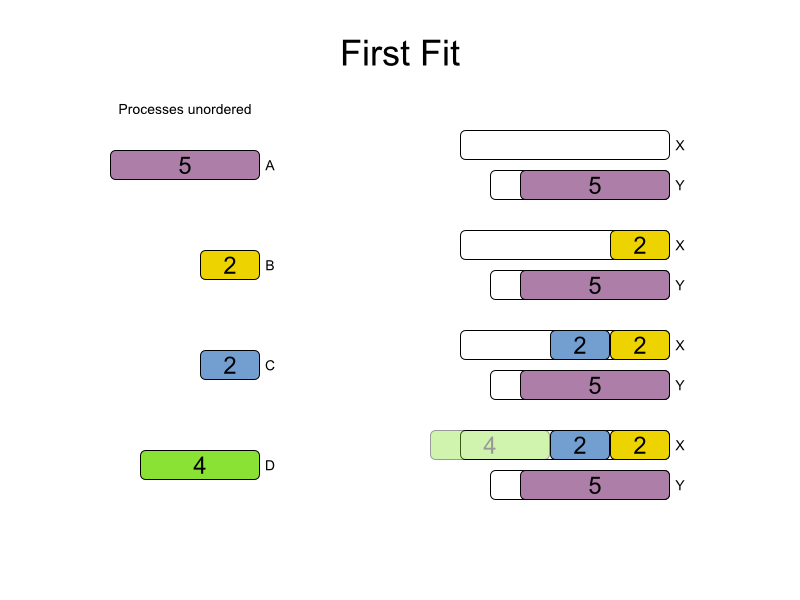 First Fit
Processes unordered
X
5 A
5 Y
2 X
2 B
5 Y
2 2 X
2 C
5 Y
4 2 2 X
4 D
5 Y